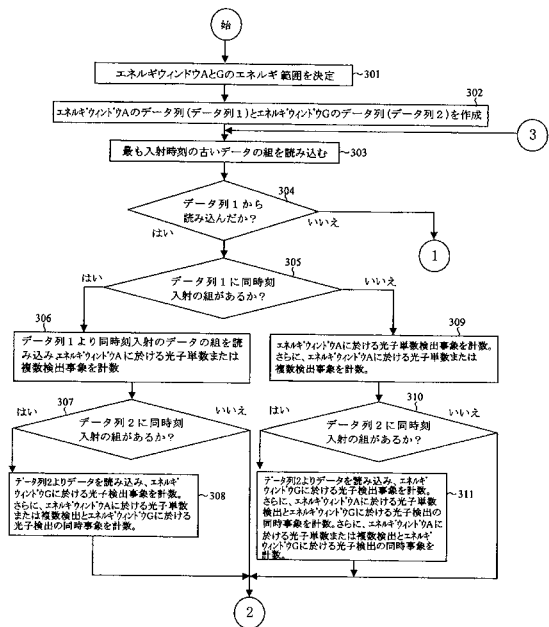 始
エネルギウィンドウAとGのエネルギ範囲を決定
301
302
エネルギウィンドウAのデータ列(データ列1)とエネルギウィンドウGのデータ列(データ列2)を作成
3
最も入射時刻の古いデータの組を読み込む
303
304
データ列1から
読み込んだか?
はい
いいえ
1
305
はい
データ列1に同時刻
入射の組があるか?
いいえ
306
データ列1より同時刻入射のデータの組を読
み込みエネルギウィンドウAに於ける光子単数または
複数検出事象を計数
309
エネルギウィンドウAに於ける光子単数検出事象を計数。
さらに、エネルギウィンドウAに於ける光子単数または
複数検出事象を計数。
307
はい
いいえ
データ列2に同時刻
入射の組があるか?
310
はい
いいえ
データ列2に同時刻
入射の組があるか?
データ列2よりデータを読み込み、エネルギ
ウィンドウGに於ける光子検出事象を計数。
さらに、エネルギウィンドウAに於ける光子単数
または複数検出とエネルギウィンドウGに於ける
光子検出の同時事象を計数。
308
データ列2よりデータを読み込み、エネルギ
ウィンドウGに於ける光子検出事象を計数。
さらに、エネルギウィンドウAに於ける光子単数
検出とエネルギウィンドウGに於ける光子検出の
同時事象を計数。さらに、エネルギウィンドウAに
於ける光子単数または複数検出とエネルギ
ウィンドウGに於ける光子検出の同時事象を計
数。
311
2